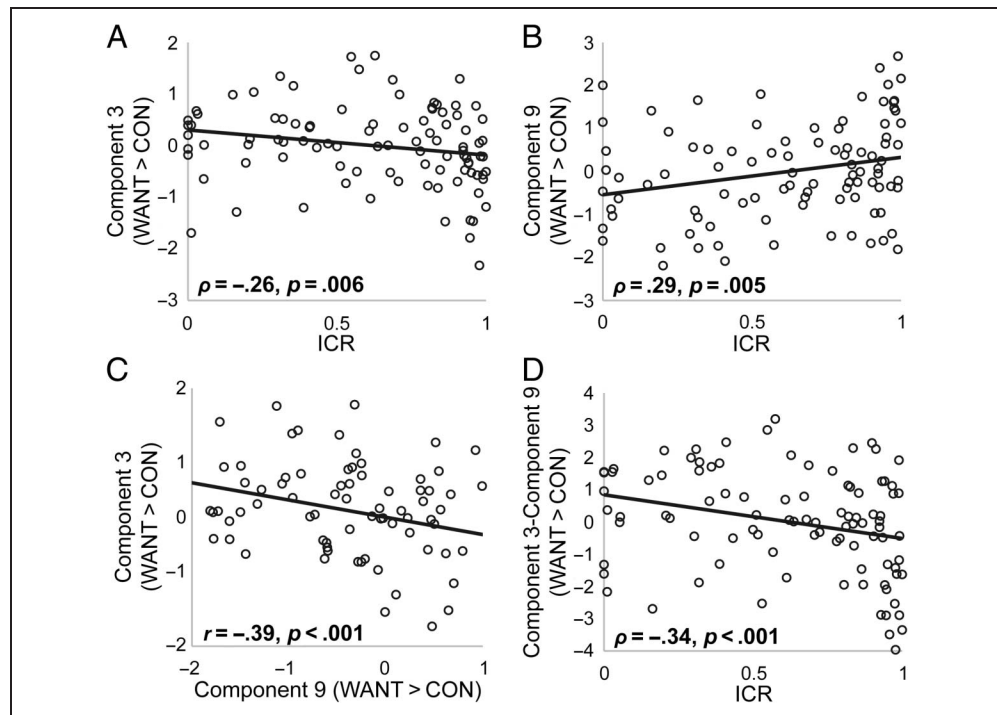 A
Component 3
(WANT > CON)
2
1
0
−1
−2
−3
ρ = −.26, p = .006
0
0.5
1
ICR
B
Component 9
(WANT > CON)
3
2
1
0
−1
−2
−3
ρ = .29, p = .005
0
0.5
1
ICR
C
Component 3
(WANT > CON)
2
1
0
−1
−2
r = −.39, p < .001
−2
−1
0
1
Component 9 (WANT > CON)
D
Component 3-Component 9
(WANT > CON)
4
3
2
1
0
−1
−2
−3
−4
ρ = −.34, p < .001
0
0.5
1
ICR